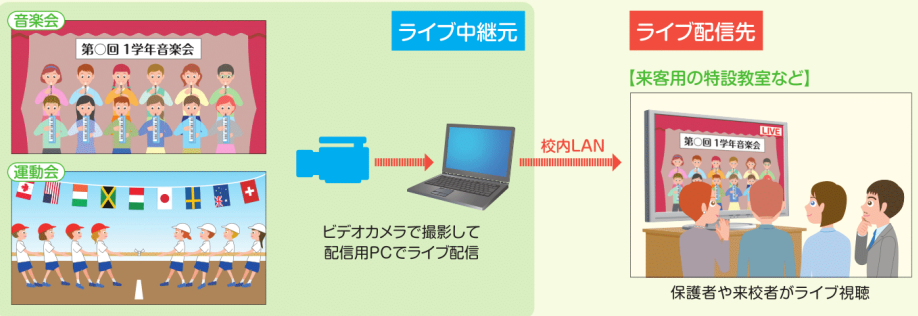 音楽会
第○回 1学年音楽会
運動会
ライブ中継元
ビデオカメラで撮影して
配信用PCでライブ配信
校内LAN
ライブ配信先
【来客用の特設教室など】
LIVE
第○回 1学年音楽会
保護者や来校者がライブ視聴